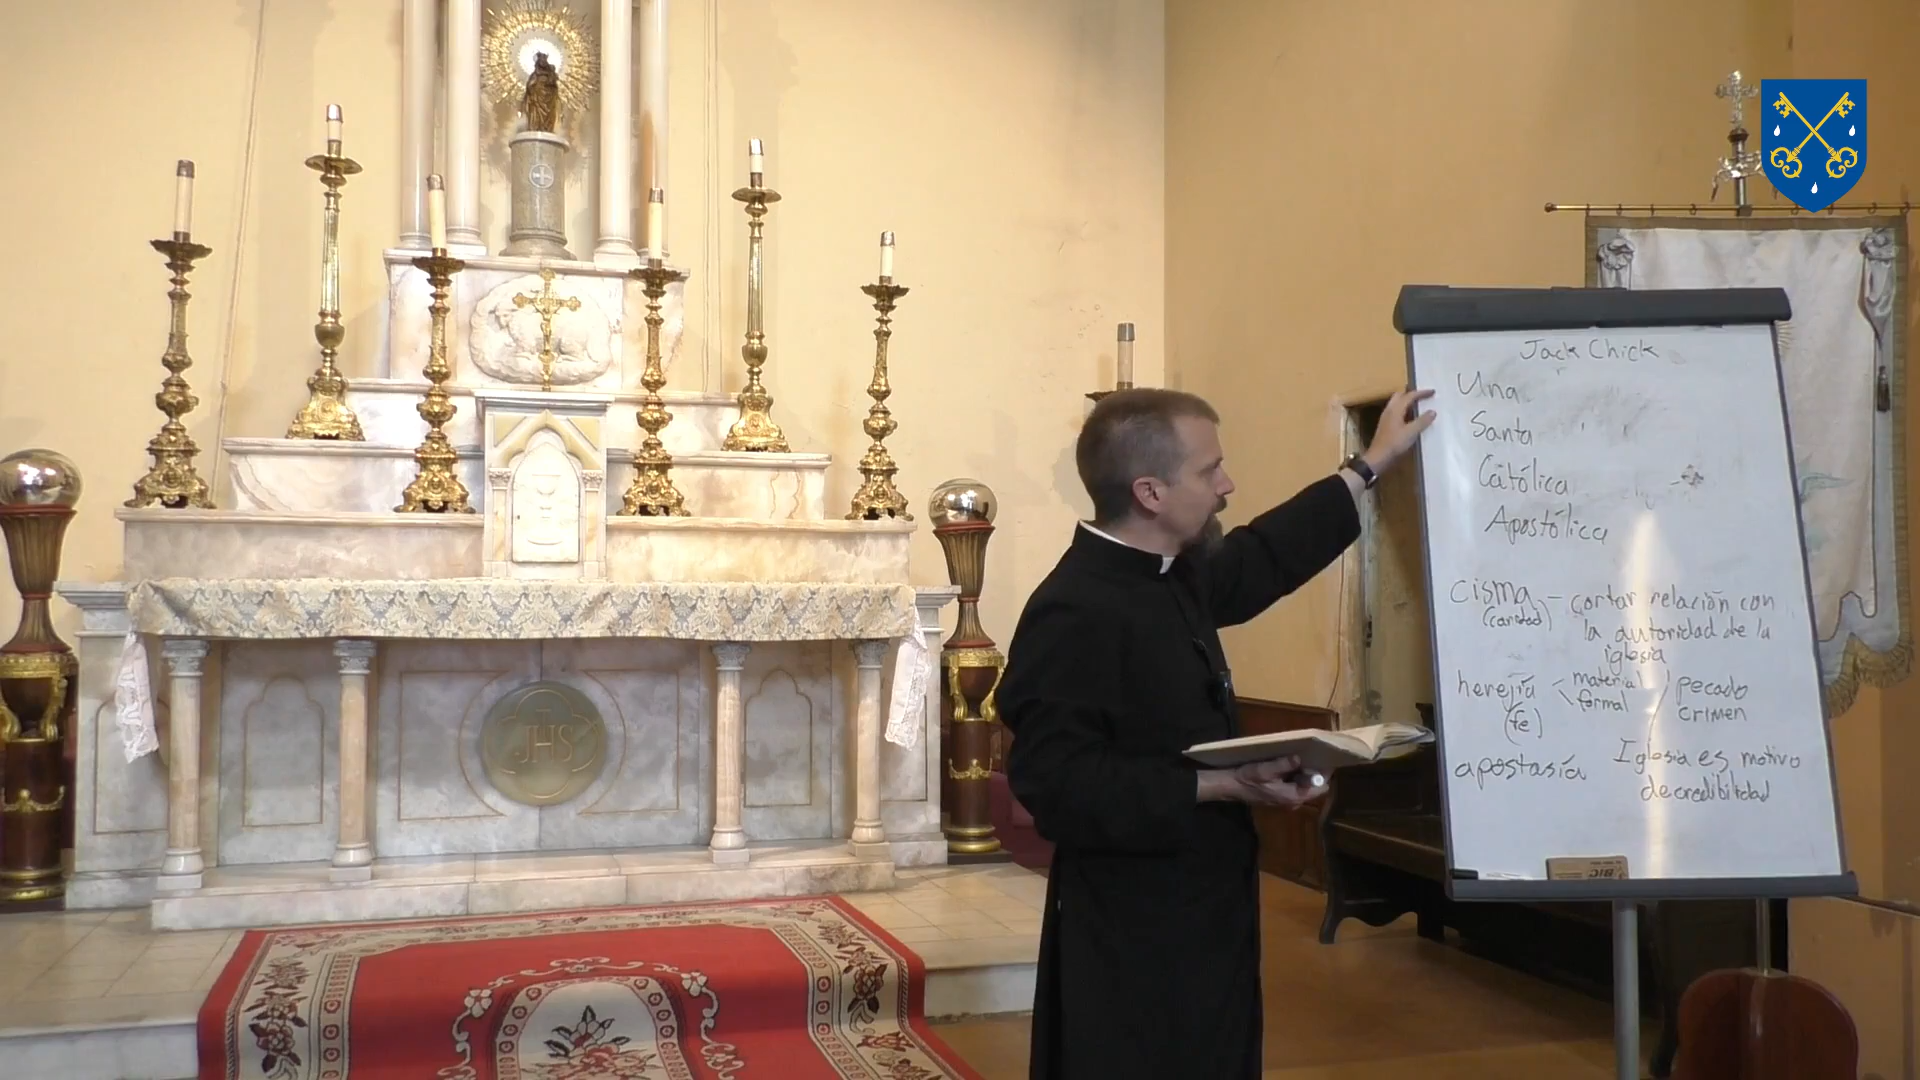 Jack Chick
Una
Santa
Católica
Apostólica
cisma - cortar relación con
(caridad) la autoridad de la
iglesia
herejía material pecado
(fe) formal crimen
apostasía Iglesia es motivo
de credibilidad
JHS
BIC